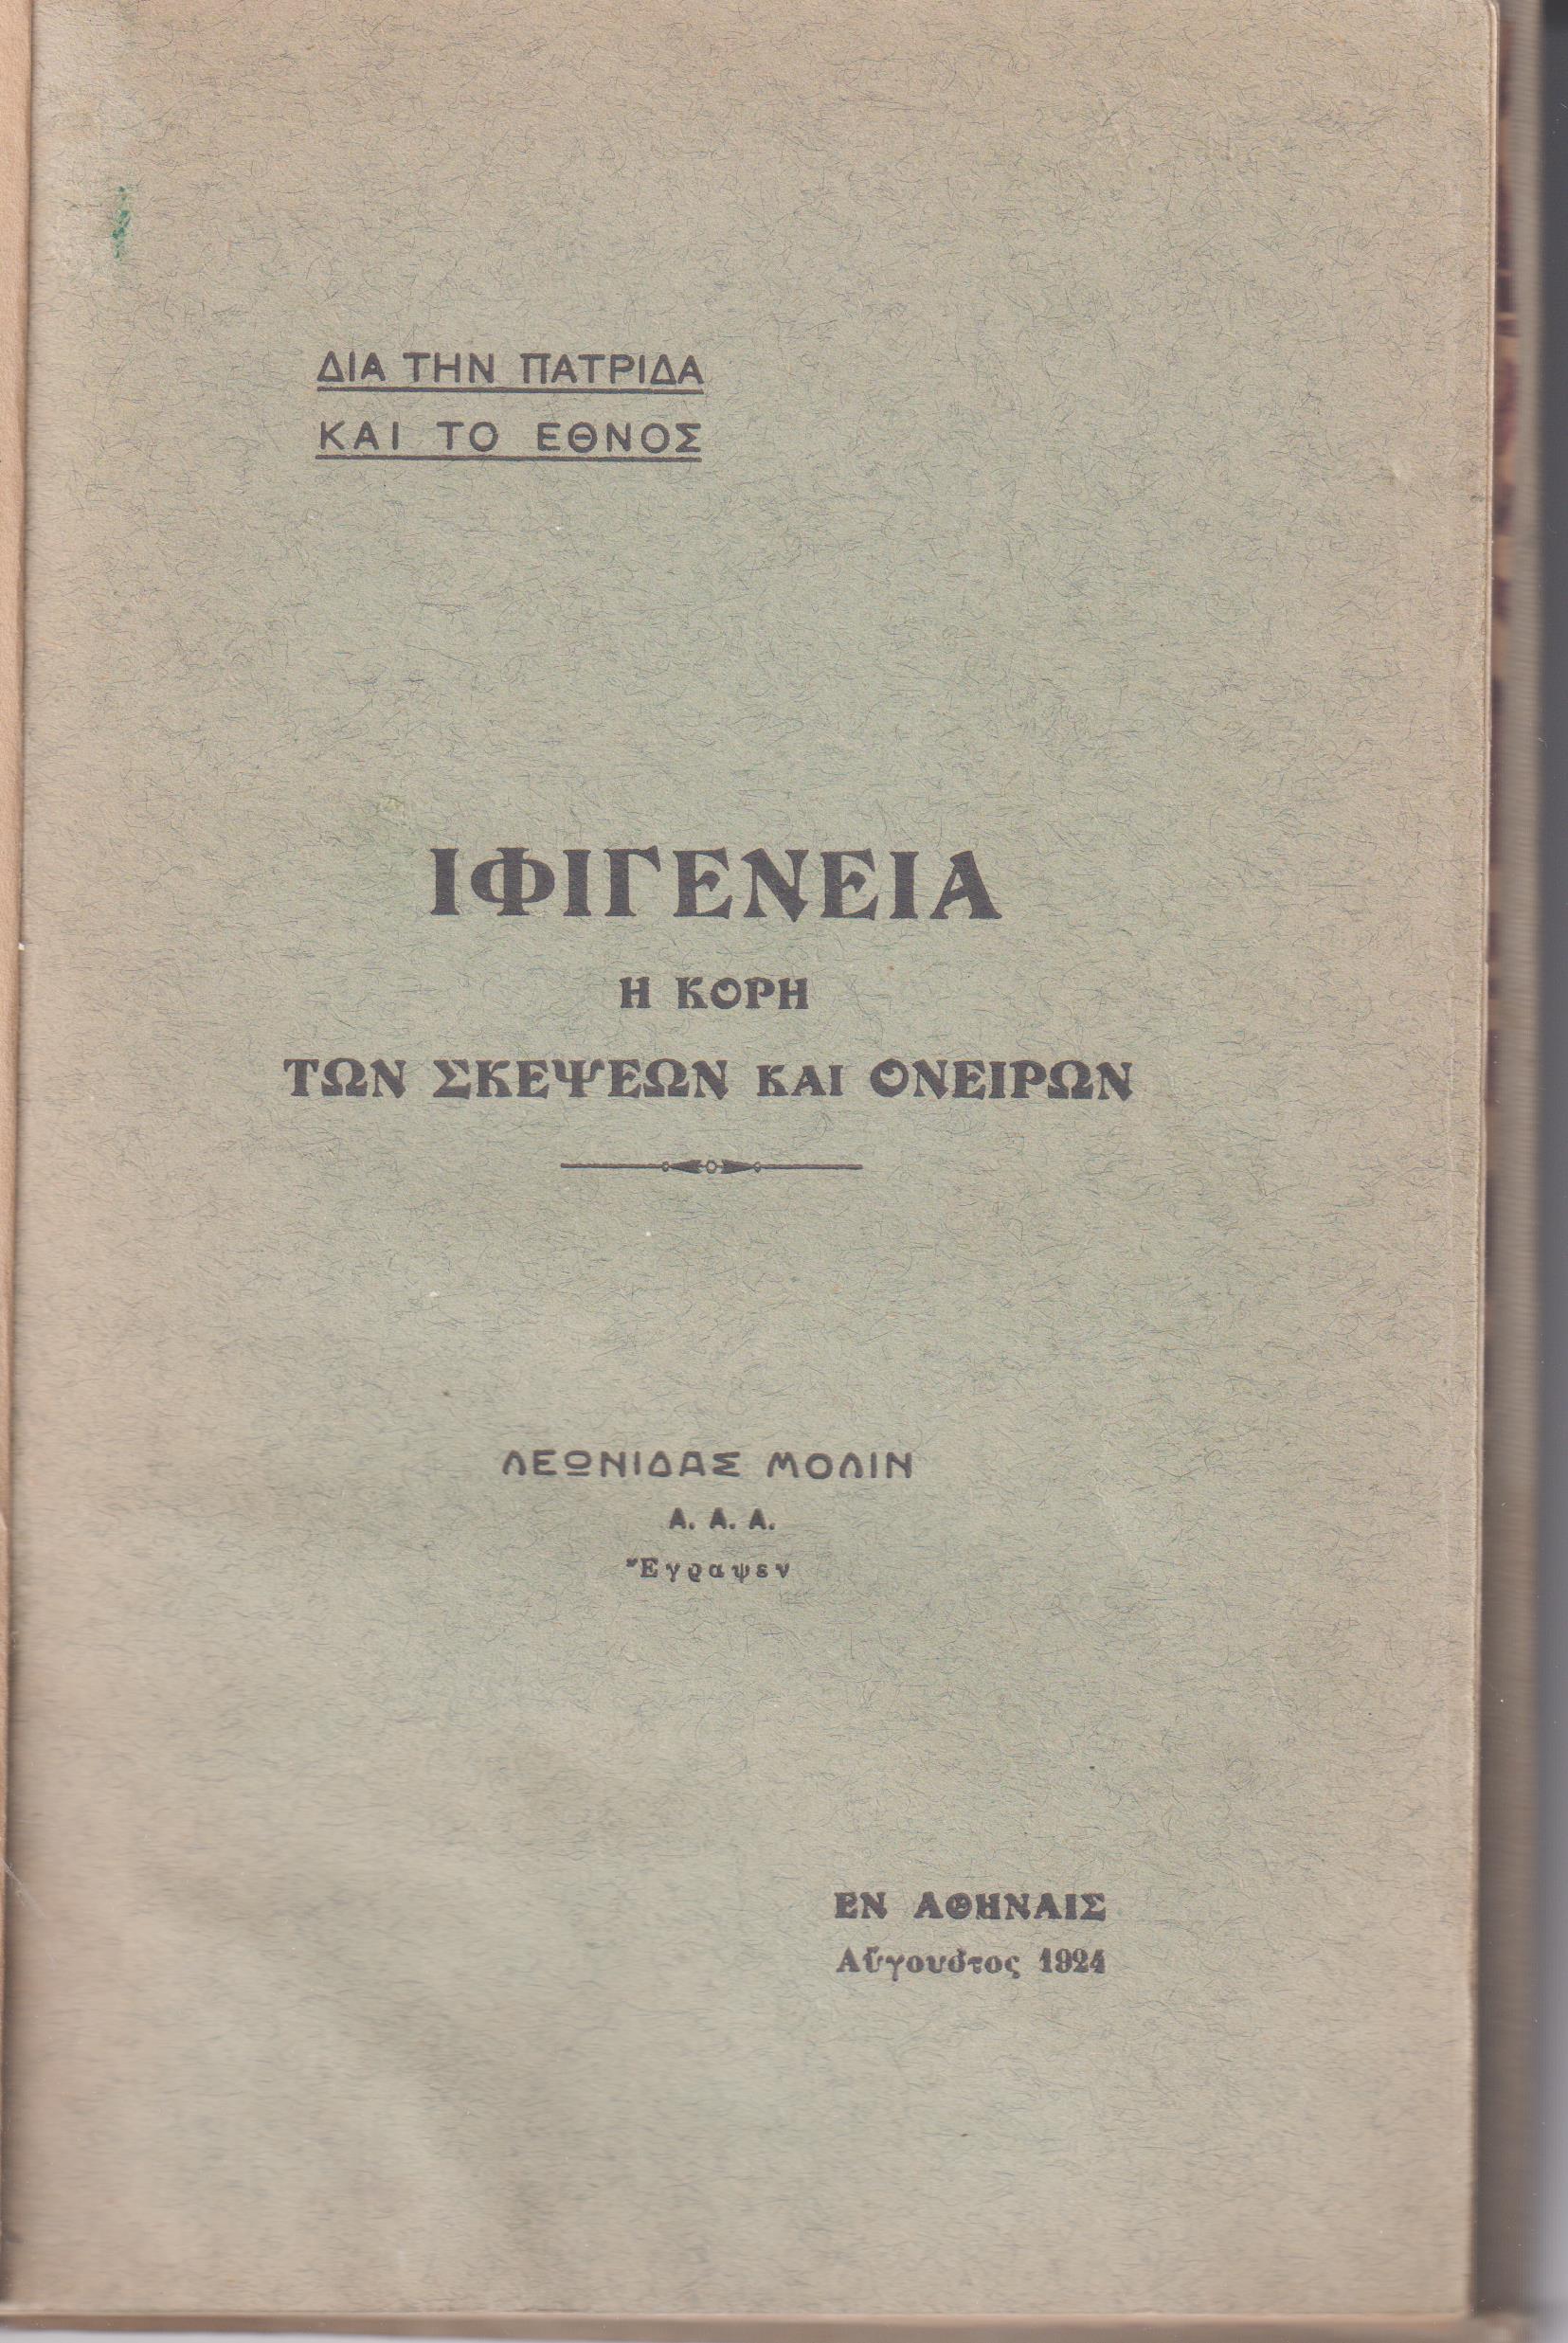 ΔΙΑ ΤΗΝ ΠΑΤΡΙΔΑ
ΚΑΙ ΤΟ ΕΘΝΟΣ
ΙΦΙΓΕΝΕΙΑ
Η ΚΟΡΗ
ΤΩΝ ΣΚΕΨΕΩΝ ΚΑΙ ΟΝΕΙΡΩΝ
ΛΕΩΝΙΔΑΣ ΜΟΛΙΝ
Α. Α. Α.
Ἔγραψεν
ΕΝ ΑΘΗΝΑΙΣ
Αὔγουστος 1924